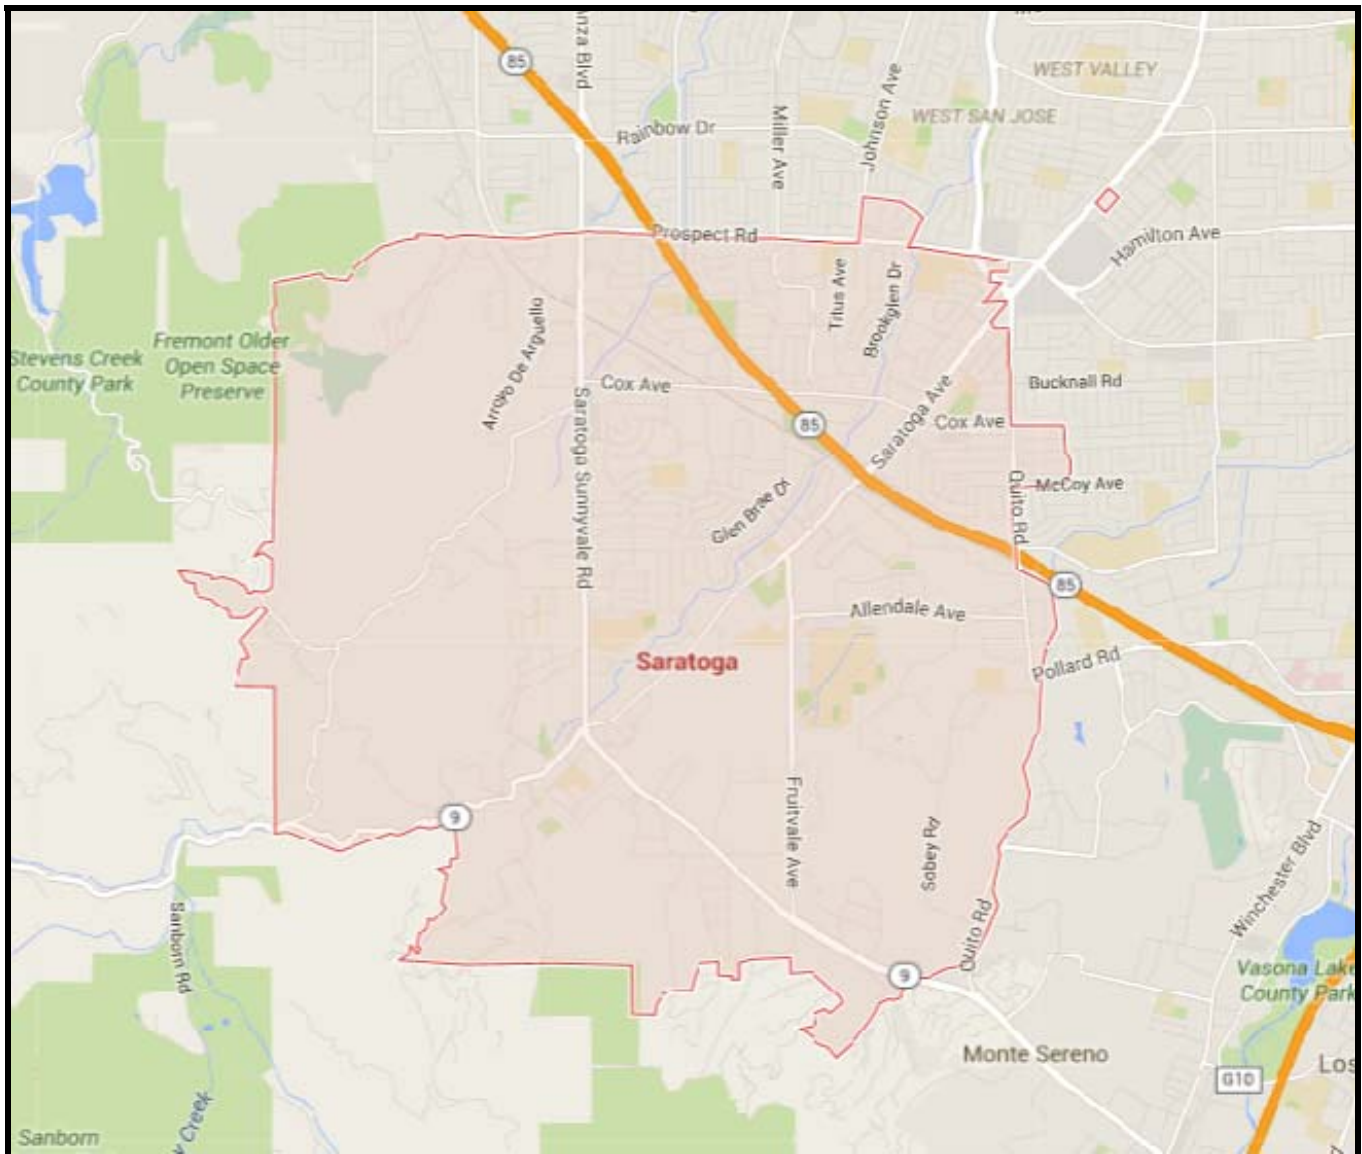 85
nza Blvd
Rainbow Dr
Miller Ave
Johnson Ave
WEST VALLEY
WEST SAN JOSE
Prospect Rd
Hamilton Ave
Titus Ave
Brookglen Dr
Arroyo De Arguello
Fremont Older
Open Space
Preserve
Stevens Creek
County Park
Cox Ave
Bucknall Rd
Saratoga Ave
Cox Ave
85
Saratoga Sunnyvale Rd
Quito Rd
McCoy Ave
Glen Brae Dr
85
Allendale Ave
Saratoga
Pollard Rd
Fruitvale Ave
9
Sobey Rd
Winchester Blvd
Sanborn Rd
Quito Rd
9
Vasona Lake
County Park
Monte Sereno
Los
G10
Creek
Sanborn